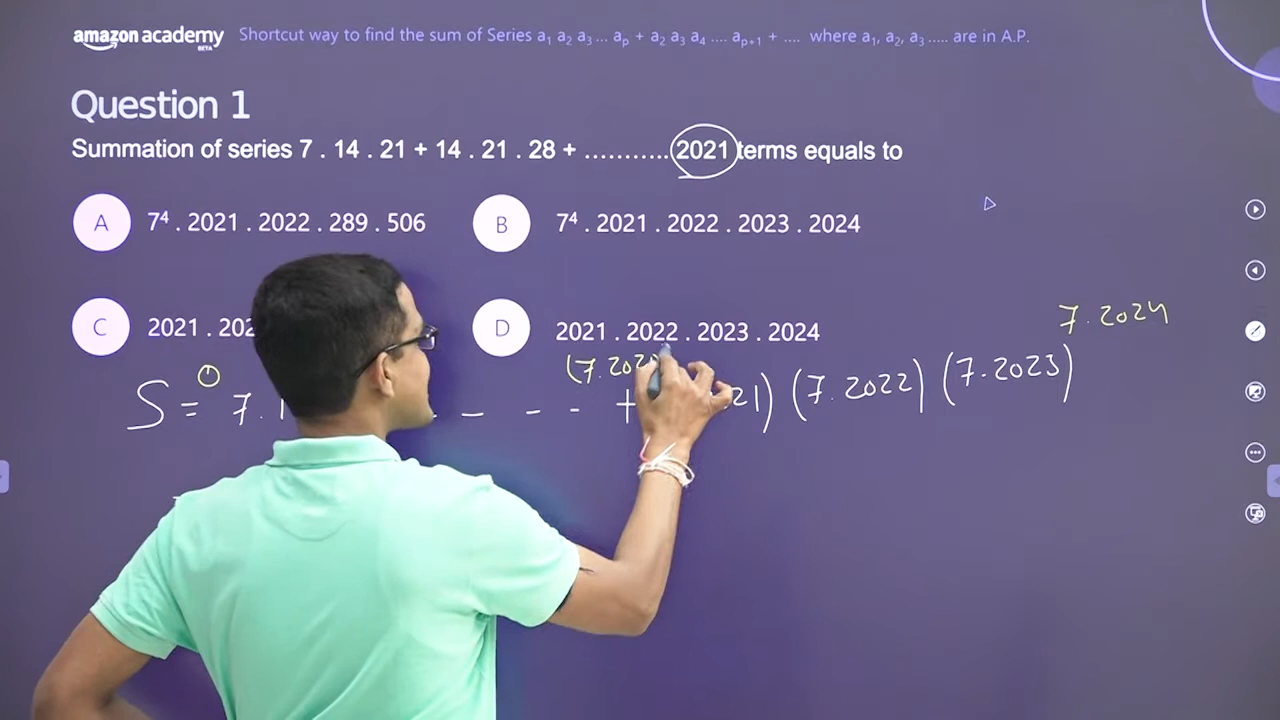 amazon academy
BETA
Shortcut way to find the sum of Series a₁ a₂ a₃ ... aₚ + a₂ a₃ a₄ .... aₚ₊₁ + .... where a₁, a₂, a₃ ..... are in A.P.
Question 1
Summation of series 7 . 14 . 21 + 14 . 21 . 28 + ........... 2021 terms equals to
A 7⁴ . 2021 . 2022 . 289 . 506
B 7⁴ . 2021 . 2022 . 2023 . 2024
C 2021 . 202
D 2021 . 2022 . 2023 . 2024
7.2024
0
(7.202
S = 7.1 - - - - + 21) (7.2022) (7.2023)